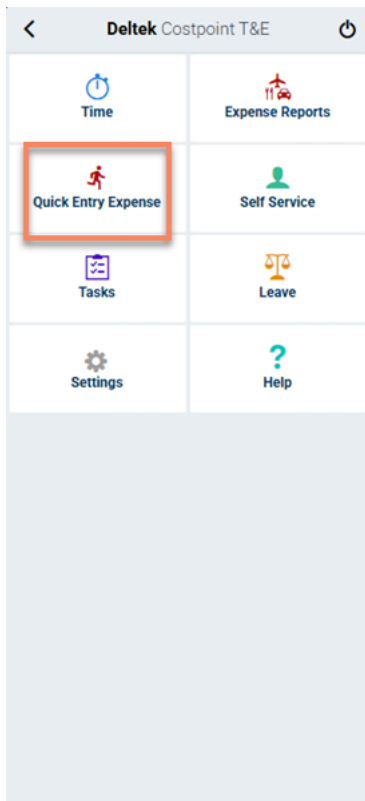 Deltek Costpoint T&E
Time
Expense Reports
Quick Entry Expense
Self Service
Tasks
Leave
Settings
?
Help